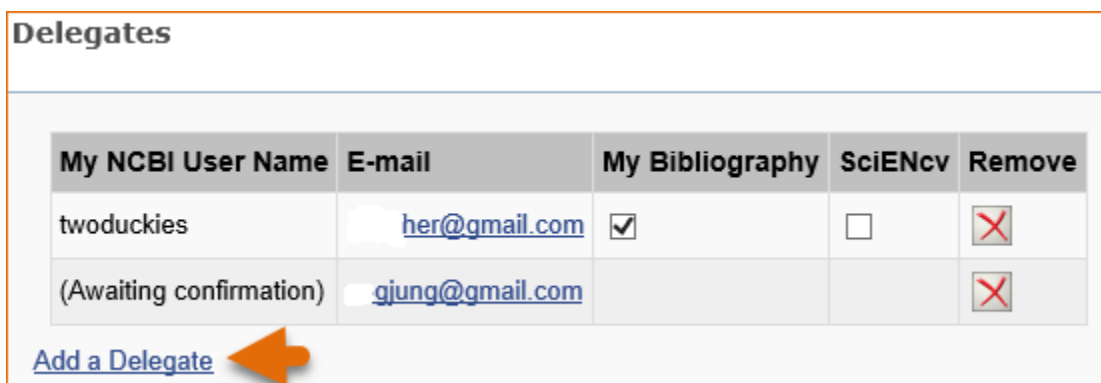 Delegates
My NCBI User Name E-mail My Bibliography SciENcv Remove
twoduckies her@gmail.com
(Awaiting confirmation) gjung@gmail.com
Add a Delegate